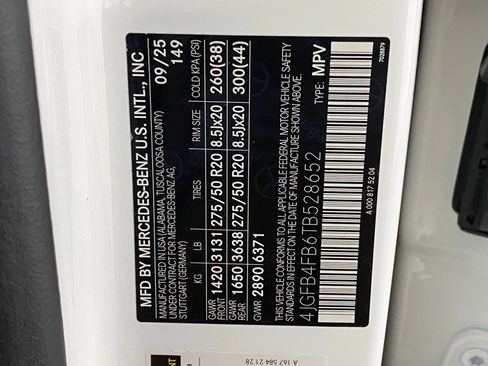 MFD BY MERCEDES-BENZ U.S. INTL., INC
MANUFACTURED IN USA (ALABAMA, TUSCALOOSA COUNTY)
UNDER CONTRACT FOR MERCEDES-BENZ AG,
STUTTGART (GERMANY)
09/25
149
KG LB TIRES RIM SIZE COLD KPA(PSI)
GAWR FRONT 1420 3131 275/50 R20 8.5JX20 260(38)
GAWR REAR 1650 3638 275/50 R20 8.5JX20 300(44)
GVWR 2890 6371
THIS VEHICLE CONFORMS TO ALL APPLICABLE FEDERAL MOTOR VEHICLE SAFETY
STANDARDS IN EFFECT ON THE DATE OF MANUFACTURE SHOWN ABOVE.
4JGFB4FB6TB528652
TYPE: MPV
A 000 817 52 04
7028879
A 167 584 21 28